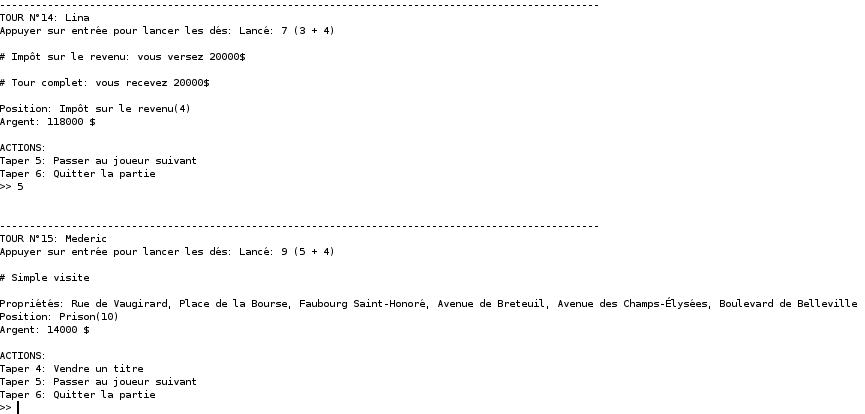 --------------------------------------------------------------------------------------------------
TOUR N°14: Lina
Appuyer sur entrée pour lancer les dés: Lancé: 7 (3 + 4)
# Impôt sur le revenu: vous versez 20000$
# Tour complet: vous recevez 20000$
Position: Impôt sur le revenu(4)
Argent: 118000 $
ACTIONS:
Taper 5: Passer au joueur suivant
Taper 6: Quitter la partie
>> 5
--------------------------------------------------------------------------------------------------
TOUR N°15: Mederic
Appuyer sur entrée pour lancer les dés: Lancé: 9 (5 + 4)
# Simple visite
Propriétés: Rue de Vaugirard, Place de la Bourse, Faubourg Saint-Honoré, Avenue de Breteuil, Avenue des Champs-Élysées, Boulevard de Belleville
Position: Prison(10)
Argent: 14000 $
ACTIONS:
Taper 4: Vendre un titre
Taper 5: Passer au joueur suivant
Taper 6: Quitter la partie
>>